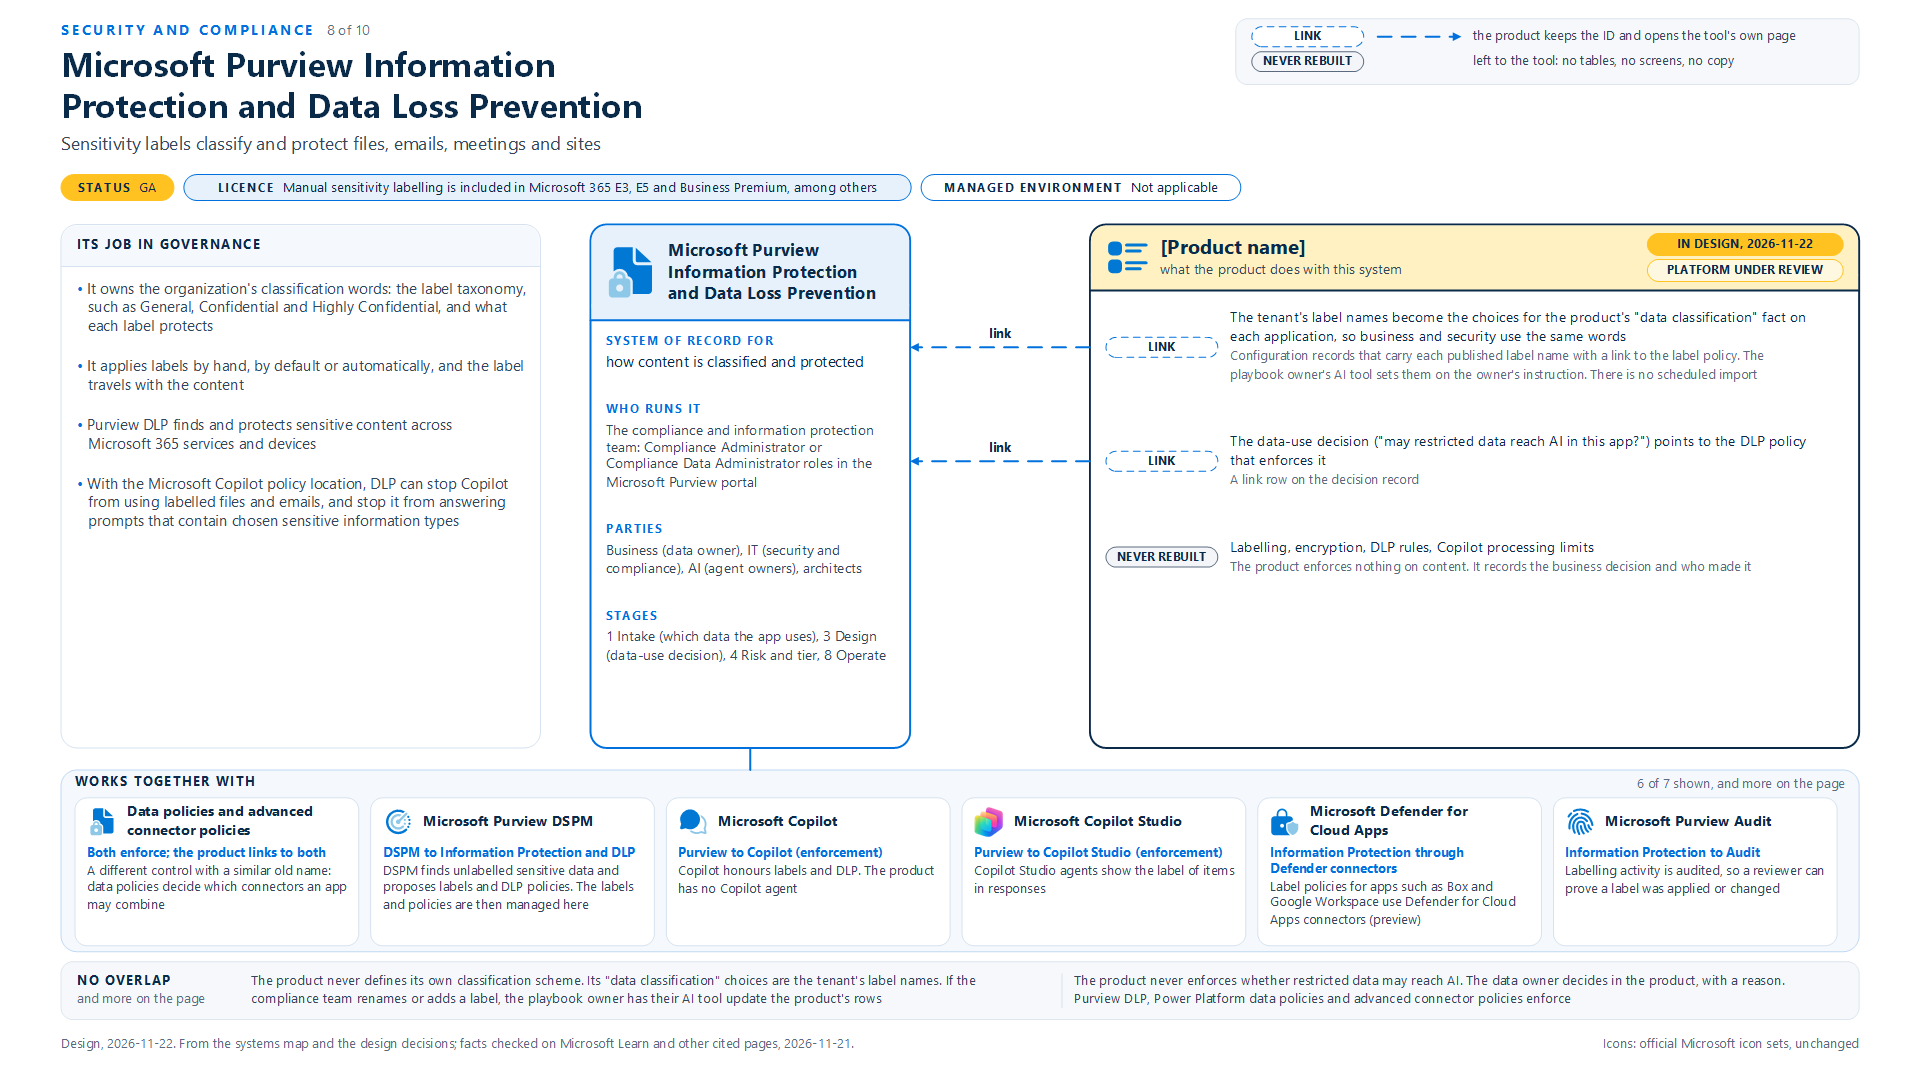 SECURITY AND COMPLIANCE 8 of 10
Microsoft Purview Information
Protection and Data Loss Prevention
Sensitivity labels classify and protect files, emails, meetings and sites
LINK the product keeps the ID and opens the tool's own page
NEVER REBUILT left to the tool: no tables, no screens, no copy
STATUS GA
LICENCE Manual sensitivity labelling is included in Microsoft 365 E3, E5 and Business Premium, among others
MANAGED ENVIRONMENT Not applicable
ITS JOB IN GOVERNANCE
• It owns the organization's classification words: the label taxonomy,
such as General, Confidential and Highly Confidential, and what
each label protects
• It applies labels by hand, by default or automatically, and the label
travels with the content
• Purview DLP finds and protects sensitive content across
Microsoft 365 services and devices
• With the Microsoft Copilot policy location, DLP can stop Copilot
from using labelled files and emails, and stop it from answering
prompts that contain chosen sensitive information types
Microsoft Purview
Information Protection
and Data Loss Prevention
SYSTEM OF RECORD FOR
how content is classified and protected
WHO RUNS IT
The compliance and information protection
team: Compliance Administrator or
Compliance Data Administrator roles in the
Microsoft Purview portal
PARTIES
Business (data owner), IT (security and
compliance), AI (agent owners), architects
STAGES
1 Intake (which data the app uses), 3 Design
(data-use decision), 4 Risk and tier, 8 Operate
link
link
[Product name]
what the product does with this system
IN DESIGN, 2026-11-22
PLATFORM UNDER REVIEW
LINK
The tenant's label names become the choices for the product's "data classification" fact on
each application, so business and security use the same words
Configuration records that carry each published label name with a link to the label policy. The
playbook owner's AI tool sets them on the owner's instruction. There is no scheduled import
LINK
The data-use decision ("may restricted data reach AI in this app?") points to the DLP policy
that enforces it
A link row on the decision record
NEVER REBUILT
Labelling, encryption, DLP rules, Copilot processing limits
The product enforces nothing on content. It records the business decision and who made it
WORKS TOGETHER WITH
6 of 7 shown, and more on the page
Data policies and advanced
connector policies
Both enforce; the product links to both
A different control with a similar old name:
data policies decide which connectors an app
may combine
Microsoft Purview DSPM
DSPM to Information Protection and DLP
DSPM finds unlabelled sensitive data and
proposes labels and DLP policies. The labels
and policies are then managed here
Microsoft Copilot
Purview to Copilot (enforcement)
Copilot honours labels and DLP. The product
has no Copilot agent
Microsoft Copilot Studio
Purview to Copilot Studio (enforcement)
Copilot Studio agents show the label of items
in responses
Microsoft Defender for
Cloud Apps
Information Protection through
Defender connectors
Label policies for apps such as Box and
Google Workspace use Defender for Cloud
Apps connectors (preview)
Microsoft Purview Audit
Information Protection to Audit
Labelling activity is audited, so a reviewer can
prove a label was applied or changed
NO OVERLAP
and more on the page
The product never defines its own classification scheme. Its "data classification" choices are the tenant's label names. If the
compliance team renames or adds a label, the playbook owner has their AI tool update the product's rows
The product never enforces whether restricted data may reach AI. The data owner decides in the product, with a reason.
Purview DLP, Power Platform data policies and advanced connector policies enforce
Design, 2026-11-22. From the systems map and the design decisions; facts checked on Microsoft Learn and other cited pages, 2026-11-21.
Icons: official Microsoft icon sets, unchanged